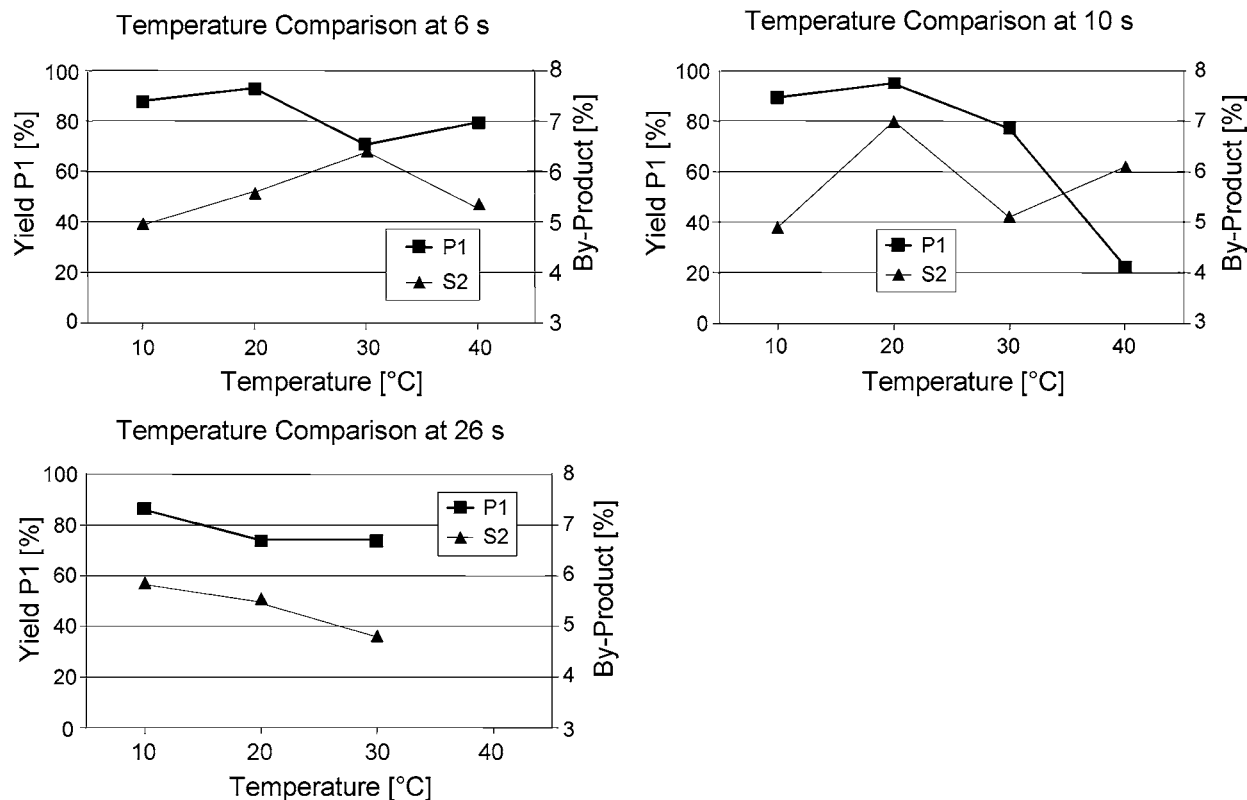 Temperature Comparison at 6 s
100
80
60
40
20
0
Yield P1 [%]
8
7
6
5
4
3
By-Product [%]
P1
S2
10 20 30 40
Temperature [°C]
Temperature Comparison at 10 s
100
80
60
40
20
0
Yield P1 [%]
8
7
6
5
4
3
By-Product [%]
P1
S2
10 20 30 40
Temperature [°C]
Temperature Comparison at 26 s
100
80
60
40
20
0
Yield P1 [%]
8
7
6
5
4
3
By-Product [%]
P1
S2
10 20 30 40
Temperature [°C]